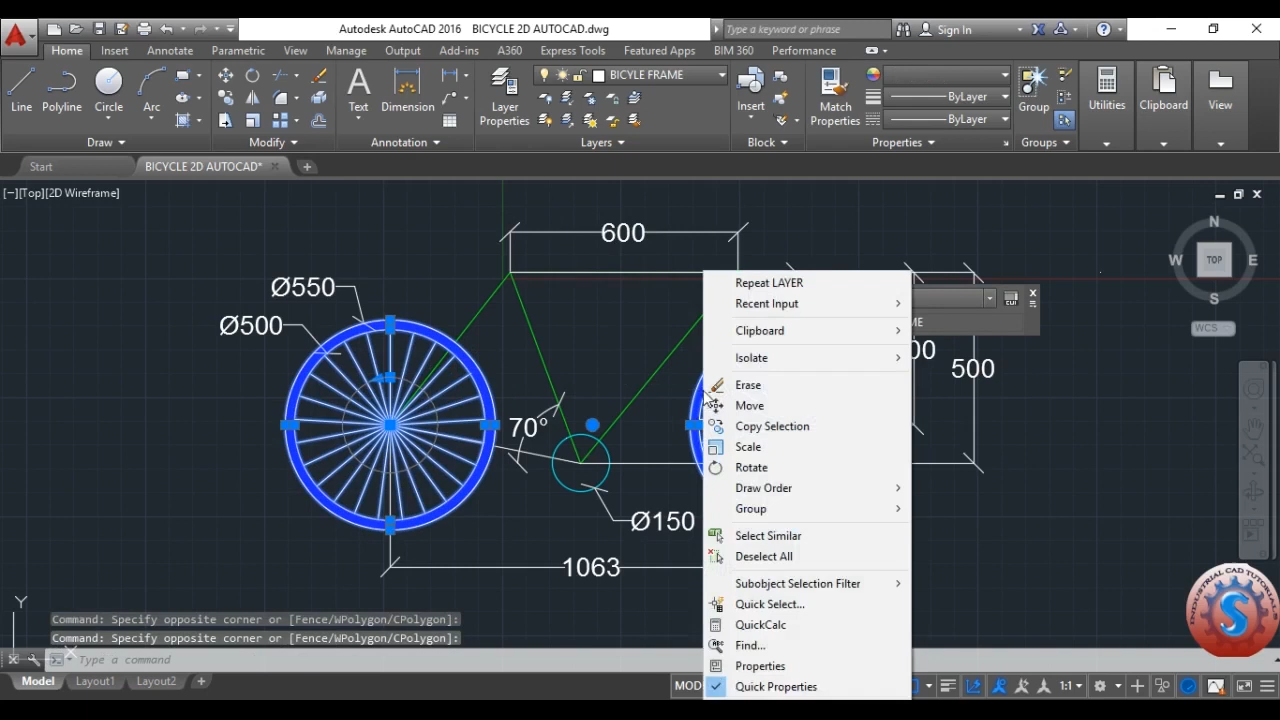 Autodesk AutoCAD 2016 BICYCLE 2D AUTOCAD.dwg
Type a keyword or phrase
Sign In
Home Insert Annotate Parametric View Manage Output Add-ins A360 Express Tools Featured Apps BIM 360 Performance
BICYLE FRAME
Line Polyline Circle Arc
Text Dimension
Layer Properties
Insert
Match Properties
ByLayer
ByLayer
Group
Utilities
Clipboard
View
Draw Modify Annotation Layers Block Properties Groups
Start BICYCLE 2D AUTOCAD*
[−][Top][2D Wireframe]
N
W TOP E
S
WCS
600
Ø550
Ø500
70°
Ø150
1063
00
500
ME
Repeat LAYER
Recent Input
Clipboard
Isolate
Erase
Move
Copy Selection
Scale
Rotate
Draw Order
Group
Select Similar
Deselect All
Subobject Selection Filter
Quick Select...
QuickCalc
Find...
Properties
Quick Properties
INDUSTRIAL CAD TUTORIALS
S
Y
X
Command: Specify opposite corner or [Fence/WPolygon/CPolygon]:
Command: Specify opposite corner or [Fence/WPolygon/CPolygon]:
Type a command
Model Layout1 Layout2
MOD
1:1